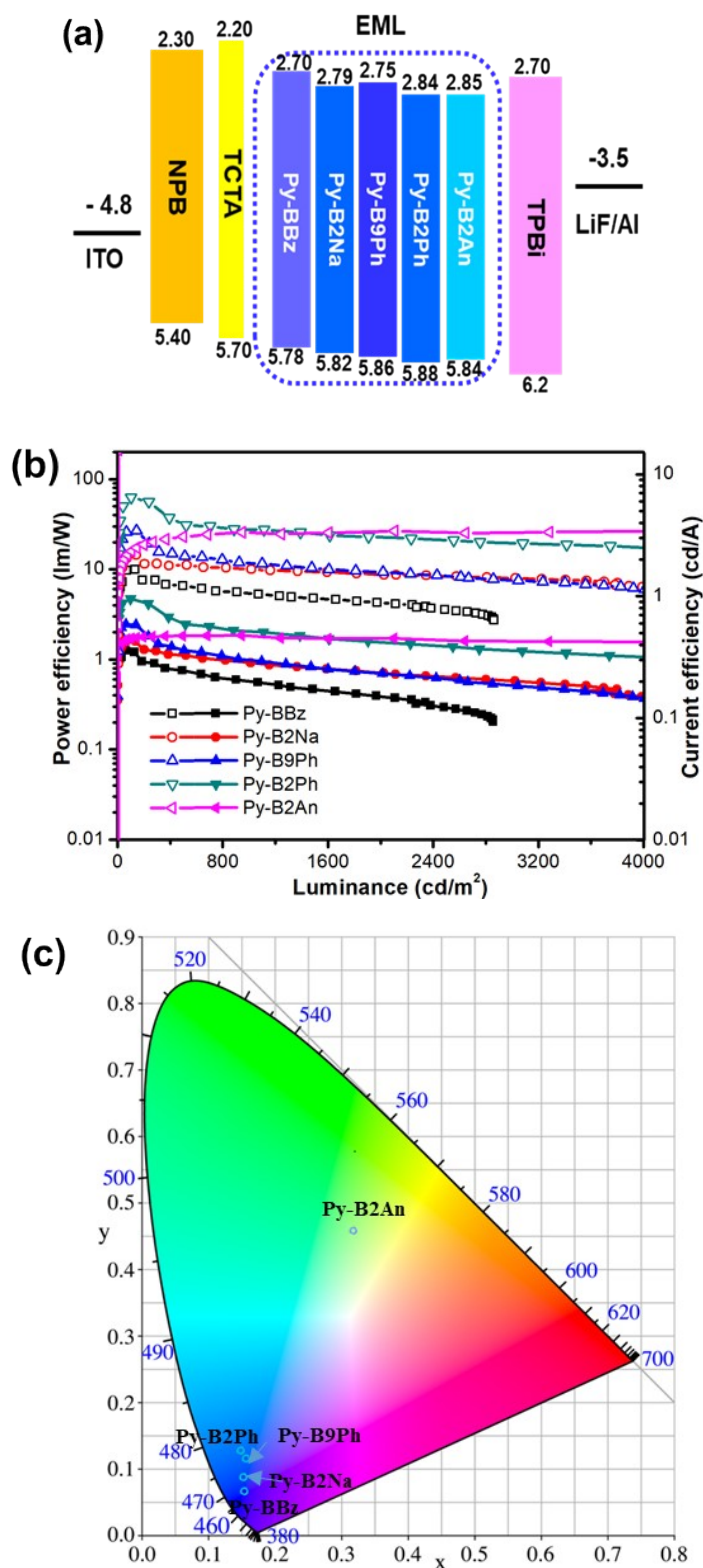 (a)
EML
2.30
2.20
2.70
2.79
2.75
2.84
2.85
2.70
NPB
TCTA
Py-BBz
Py-B2Na
Py-B9Ph
Py-B2Ph
Py-B2An
TPBi
-3.5
LiF/Al
- 4.8
ITO
5.40
5.70
5.78
5.82
5.86
5.88
5.84
6.2
(b)
Power efficiency (lm/W)
100
10
1
0.1
0.01
Current efficiency (cd/A)
10
1
0.1
0.01
Py-BBz
Py-B2Na
Py-B9Ph
Py-B2Ph
Py-B2An
0 800 1600 2400 3200 4000
Luminance (cd/m²)
(c)
0.9
0.8
0.7
0.6
0.5
y
0.4
0.3
0.2
0.1
0.0
520
540
560
500
580
Py-B2An
600
620
490
700
Py-B2Ph
Py-B9Ph
480
Py-B2Na
470
Py-BBz
460
380
0.0 0.1 0.2 0.3 0.4 0.5 0.6 0.7 0.8
x